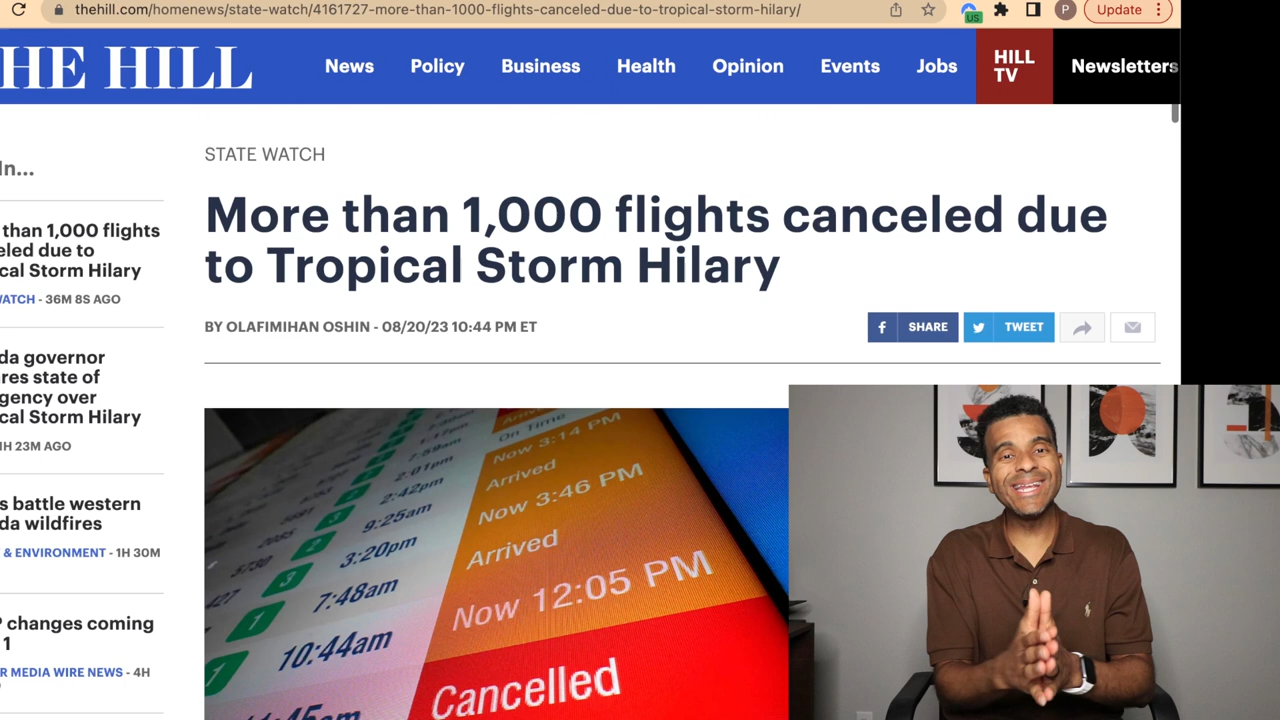 thehill.com/homenews/state-watch/4161727-more-than-1000-flights-canceled-due-to-tropical-storm-hilary/
US
P
Update
HE HILL
News
Policy
Business
Health
Opinion
Events
Jobs
HILL
TV
Newsletters
In...
than 1,000 flights
eled due to
cal Storm Hilary
ATCH - 36M 8S AGO
da governor
res state of
gency over
cal Storm Hilary
1H 23M AGO
s battle western
da wildfires
& ENVIRONMENT - 1H 30M
P changes coming
1
R MEDIA WIRE NEWS - 4H
STATE WATCH
More than 1,000 flights canceled due
to Tropical Storm Hilary
BY OLAFIMIHAN OSHIN - 08/20/23 10:44 PM ET
SHARE
TWEET
On Time
2:01pm
Now 3:14 PM
2:42pm
Arrived
9:25am
Now 3:46 PM
3:20pm
Arrived
427
7:48am
Now 12:05 PM
1
10:44am
Cancelled
1